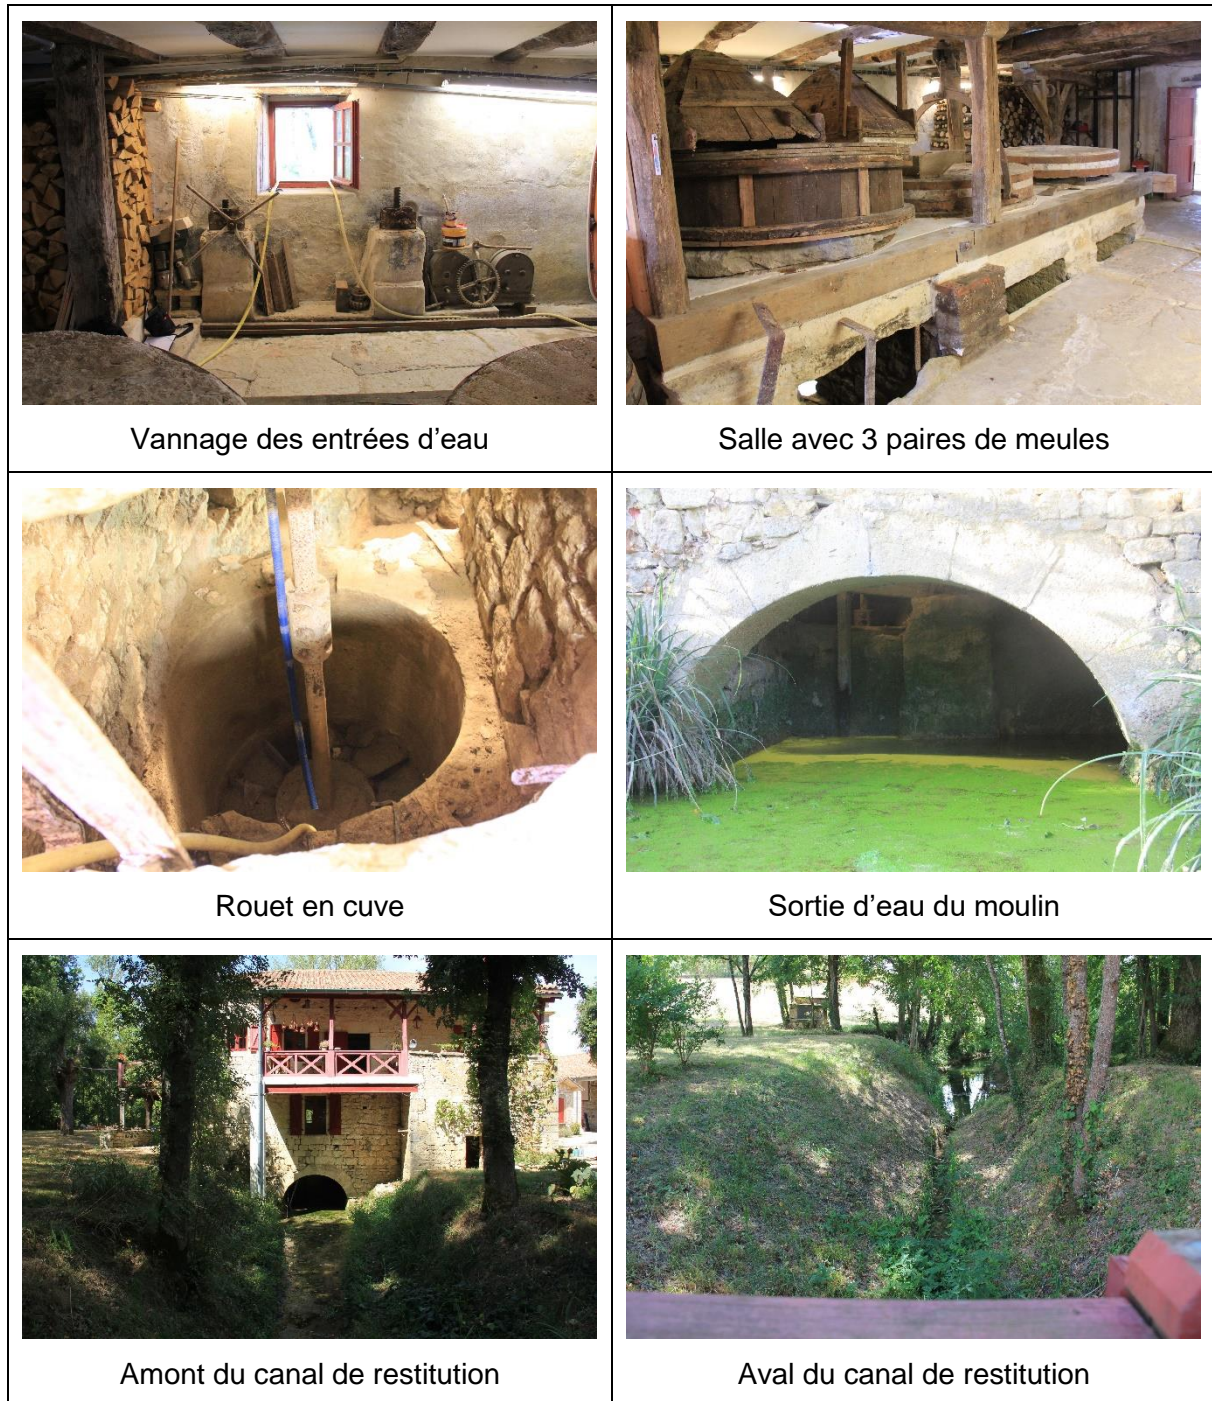 Vannage des entrées d'eau
Salle avec 3 paires de meules
Rouet en cuve
Sortie d'eau du moulin
Amont du canal de restitution
Aval du canal de restitution